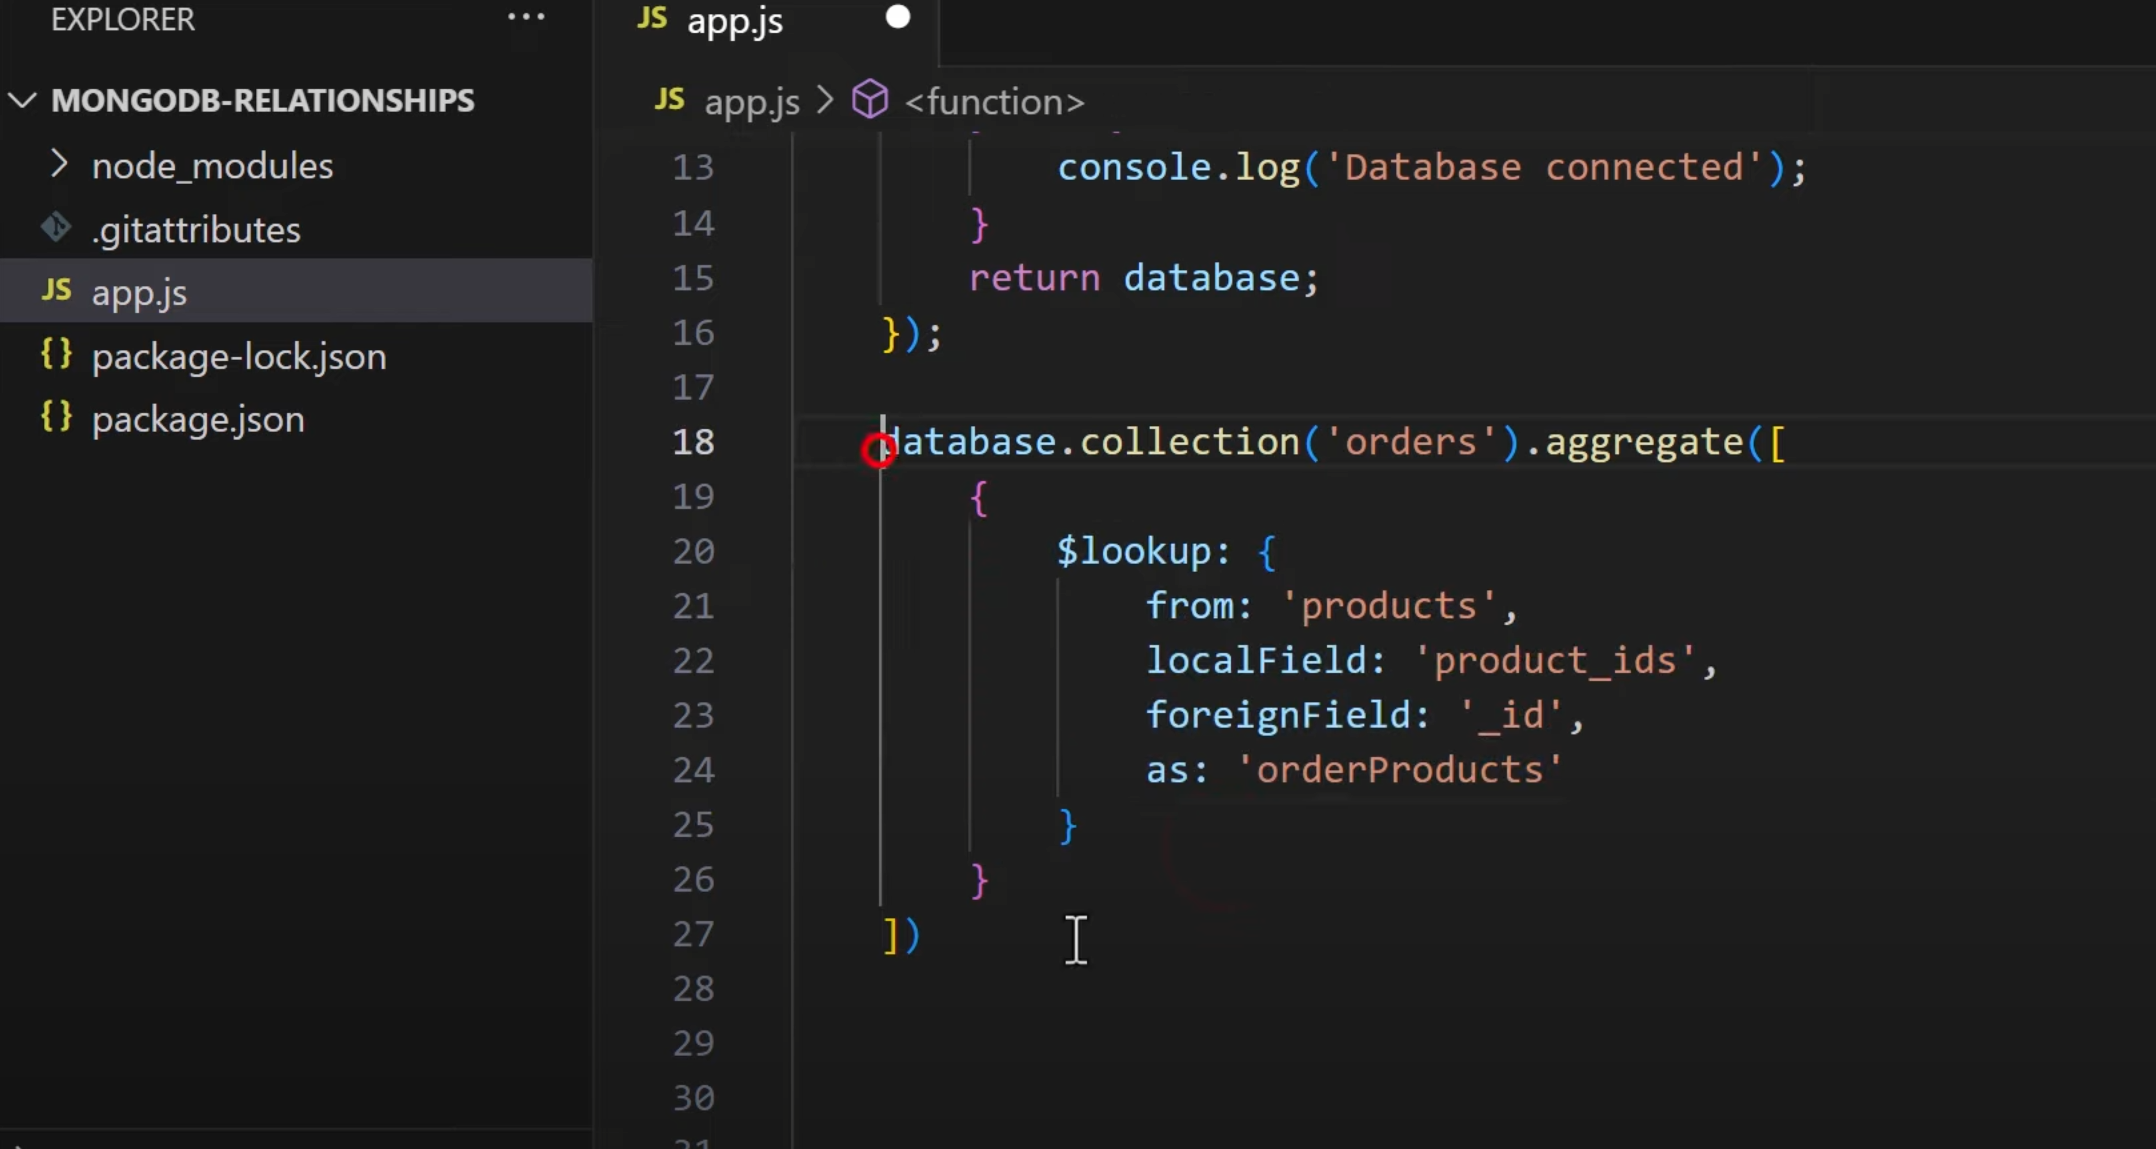 EXPLORER ···
MONGODB-RELATIONSHIPS
node_modules
.gitattributes
JS app.js
{} package-lock.json
{} package.json
JS app.js
JS app.js > <function>
13 console.log('Database connected');
14 }
15 return database;
16 });
17
18 database.collection('orders').aggregate([
19 {
20 $lookup: {
21 from: 'products',
22 localField: 'product_ids',
23 foreignField: '_id',
24 as: 'orderProducts'
25 }
26 }
27 ])
28
29
30
31